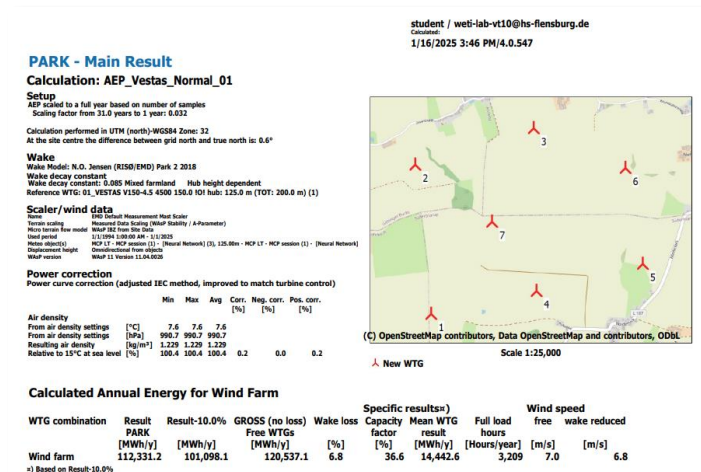 student / weti-lab-vt10@hs-flensburg.de
Calculated:
1/16/2025 3:46 PM/4.0.547
PARK - Main Result
Calculation: AEP_Vestas_Normal_01
Setup
AEP scaled to a full year based on number of samples
Scaling factor from 31.0 years to 1 year: 0.032
Calculation performed in UTM (north)-WGS84 Zone: 32
At the site centre the difference between grid north and true north is: 0.6°
Wake
Wake Model: N.O. Jensen (RISØ/EMD) Park 2 2018
Wake decay constant
Wake decay constant: 0.085 Mixed farmland Hub height dependent
Reference WTG: 01_VESTAS V150-4.5 4500 150.0 !O! hub: 125.0 m (TOT: 200.0 m) (1)
Scaler/wind data
Name EMD Default Measurement Mast Scaler
Terrain scaling Measured Data Scaling (WAsP Stability / A-Parameter)
Micro terrain flow model WAsP IBZ from Site Data
Used period 1/1/1994 1:00:00 AM - 1/1/2025
Meteo object(s) MCP LT - MCP session (1) - [Neural Network] (3), 125.00m - MCP LT - MCP session (1) - [Neural Network]
Displacement height Omnidirectional from objects
WAsP version WAsP 11 Version 11.04.0026
Power correction
Power curve correction (adjusted IEC method, improved to match turbine control)
Min Max Avg Corr. Neg. corr. Pos. corr.
[%] [%] [%]
Air density
From air density settings [°C] 7.6 7.6 7.6
From air density settings [hPa] 990.7 990.7 990.7
Resulting air density [kg/m³] 1.229 1.229 1.229
Relative to 15°C at sea level [%] 100.4 100.4 100.4 0.2 0.0 0.2
3
2
6
7
5
4
1
(C) OpenStreetMap contributors, Data OpenStreetMap and contributors, ODbL
Scale 1:25,000
New WTG
Calculated Annual Energy for Wind Farm
Specific results¤) Wind speed
WTG combination Result Result-10.0% GROSS (no loss) Wake loss Capacity Mean WTG Full load free wake reduced
PARK Free WTGs factor result hours
[MWh/y] [MWh/y] [MWh/y] [%] [%] [MWh/y] [Hours/year] [m/s] [m/s]
Wind farm 112,331.2 101,098.1 120,537.1 6.8 36.6 14,442.6 3,209 7.0 6.8
¤) Based on Result-10.0%